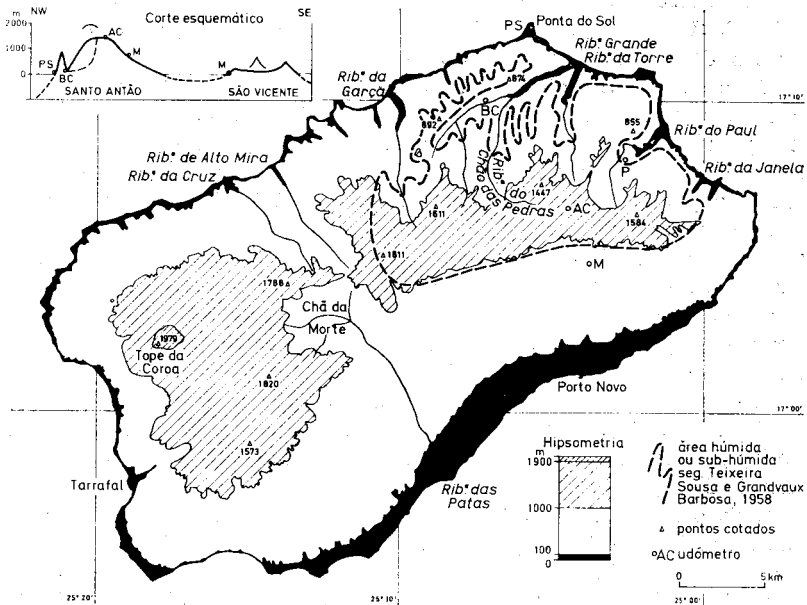 m NW
Corte esquemático
SE
2000
1000
0
PS
BC
AC
M
M
SANTO ANTÃO
SÃO VICENTE
PS
Ponta do Sol
Ribª Grande
Ribª da Torre
Ribª da Garça
874
BC
892
855
17°10'
Ribª do Paul
P
Ribª da Janela
Ribª de Alto Mira
Ribª da Cruz
Ribª do Chão das Pedras
1447
AC
1611
1584
1811
M
1788
Chã da Morte
1979
Tope da Coroa
1820
Porto Novo
17°00'
1573
Tarrafal
Ribª das Patas
Hipsometria
m
1900
1000
100
0
área húmida
ou sub-húmida
seg. Teixeira
Sousa e Grandvaux
Barbosa, 1958
pontos cotados
AC udómetro
0 5km
25°20'
25°10'
25°00'